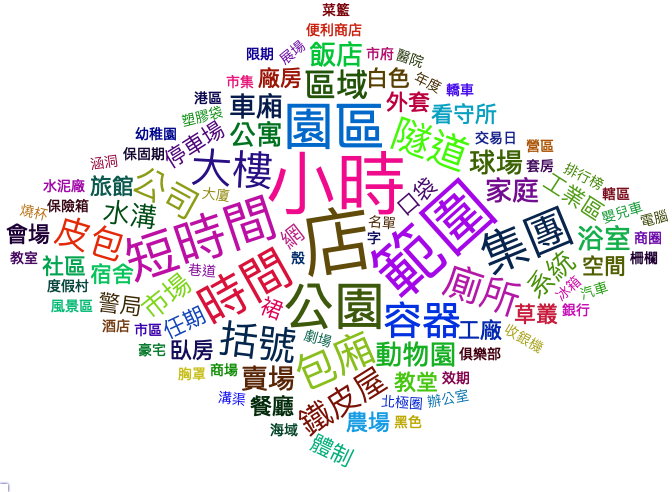 菜籃
便利商店
限期
展場
飯店
市府
醫院
市集
廠房
區域
白色
年度
轎車
港區
車廂
園區
外套
看守所
塑膠袋
幼稚園
停車場
公寓
隧道
交易日
營區
保固期
大樓
小時
球場
套房
排行榜
涵洞
水泥廠
旅館
公司
大廈
口袋
家庭
工業區
轄區
燒杯
保險箱
水溝
短時間
店
名單
範圍
嬰兒車
電腦
會場
皮包
網
字
集團
浴室
商圈
教室
社區
宿舍
巷道
殼
廁所
系統
空間
柵欄
度假村
風景區
警局
市場
時間
裙
公園
容器
冰箱
汽車
酒店
市區
任期
括號
劇場
工廠
草叢
銀行
豪宅
臥房
包廂
動物園
俱樂部
收銀機
胸罩
商場
賣場
鐵皮屋
教堂
效期
溝渠
餐廳
北極圈
辦公室
海域
農場
黑色
體制